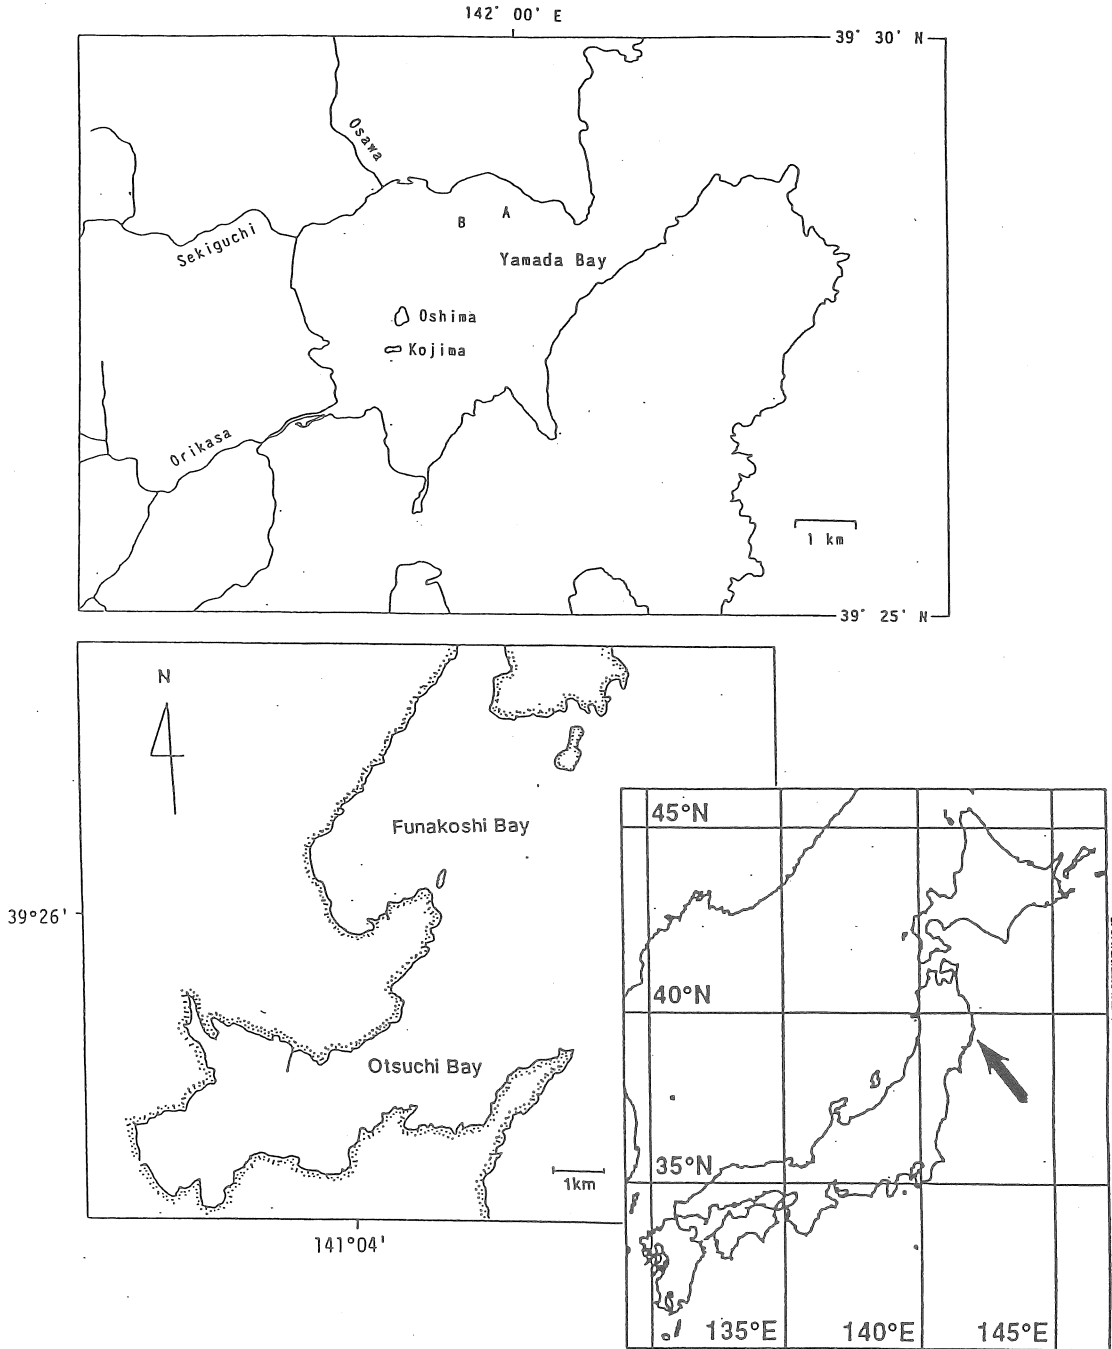 142° 00' E
39° 30' N
Osawa
B
A
Sekiguchi
Yamada Bay
Oshima
Kojima
Orikasa
1 km
39° 25' N
N
Funakoshi Bay
39°26'
Otsuchi Bay
1km
141°04'
45°N
40°N
35°N
135°E
140°E
145°E